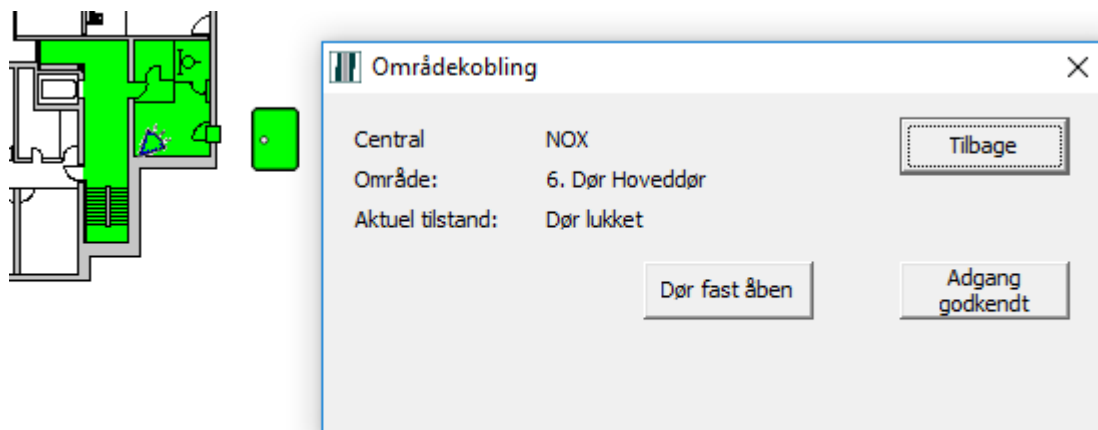 Områdekobling
Central NOX
Område: 6. Dør Hoveddør
Aktuel tilstand: Dør lukket
Tilbage
Dør fast åben
Adgang
godkendt